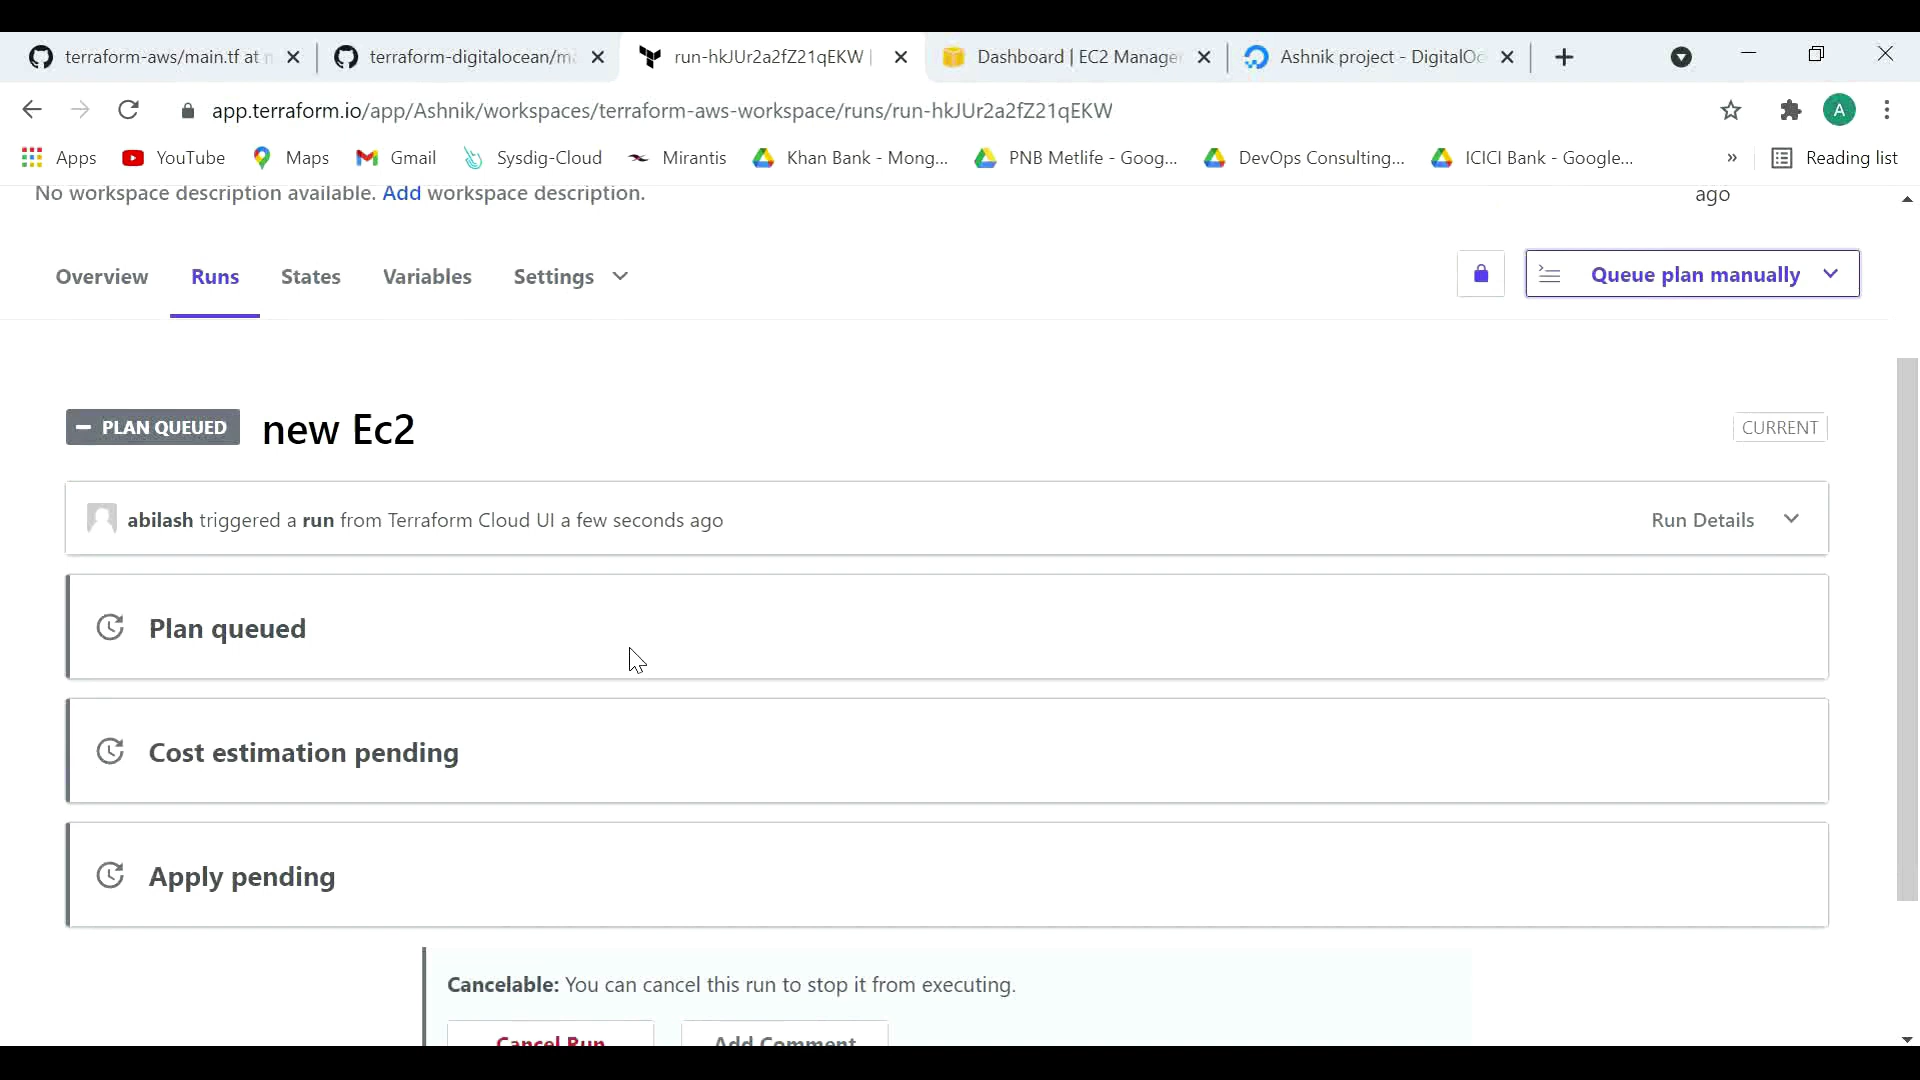 terraform-aws/main.tf at
terraform-digitalocean/m
run-hkJUr2a2fZ21qEKW |
Dashboard | EC2 Manage
Ashnik project - DigitalOc
app.terraform.io/app/Ashnik/workspaces/terraform-aws-workspace/runs/run-hkJUr2a2fZ21qEKW
A
Apps
YouTube
Maps
Gmail
Sysdig-Cloud
Mirantis
Khan Bank - Mong...
PNB Metlife - Goog...
DevOps Consulting...
ICICI Bank - Google...
»
Reading list
No workspace description available. Add workspace description.
ago
Overview
Runs
States
Variables
Settings
Queue plan manually
PLAN QUEUED
new Ec2
CURRENT
abilash triggered a run from Terraform Cloud UI a few seconds ago
Run Details
Plan queued
Cost estimation pending
Apply pending
Cancelable: You can cancel this run to stop it from executing.
Cancel Run
Add Comment